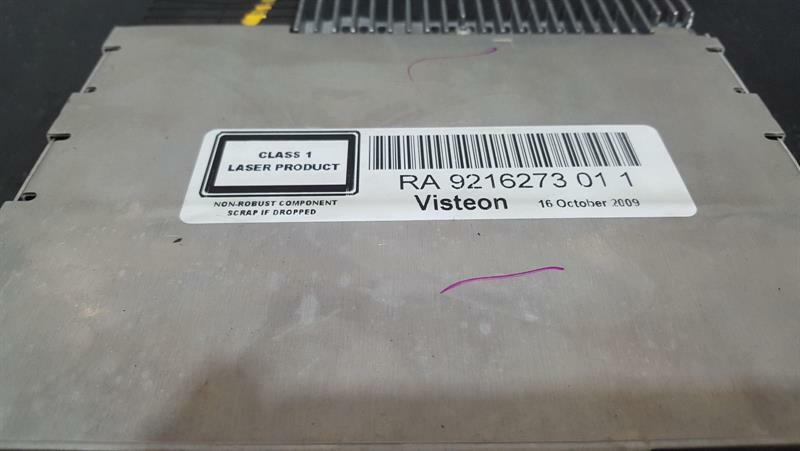 CLASS 1
LASER PRODUCT
NON-ROBUST COMPONENT
SCRAP IF DROPPED
RA 9216273 01 1
Visteon 16 October 2009